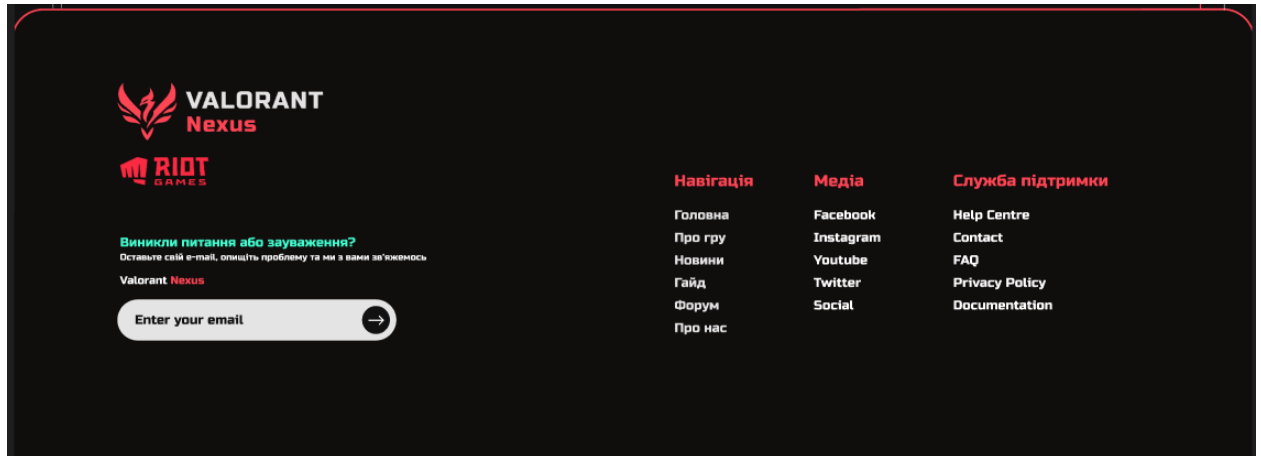 VALORANT
Nexus
RIOT
GAMES
Виникли питання або зауваження?
Оставьте свій e-mail, опищіть проблему та ми з вами зв'яжемось
Valorant Nexus
Enter your email
Навігація
Головна
Про гру
Новини
Гайд
Форум
Про нас
Медіа
Facebook
Instagram
Youtube
Twitter
Social
Служба підтримки
Help Centre
Contact
FAQ
Privacy Policy
Documentation